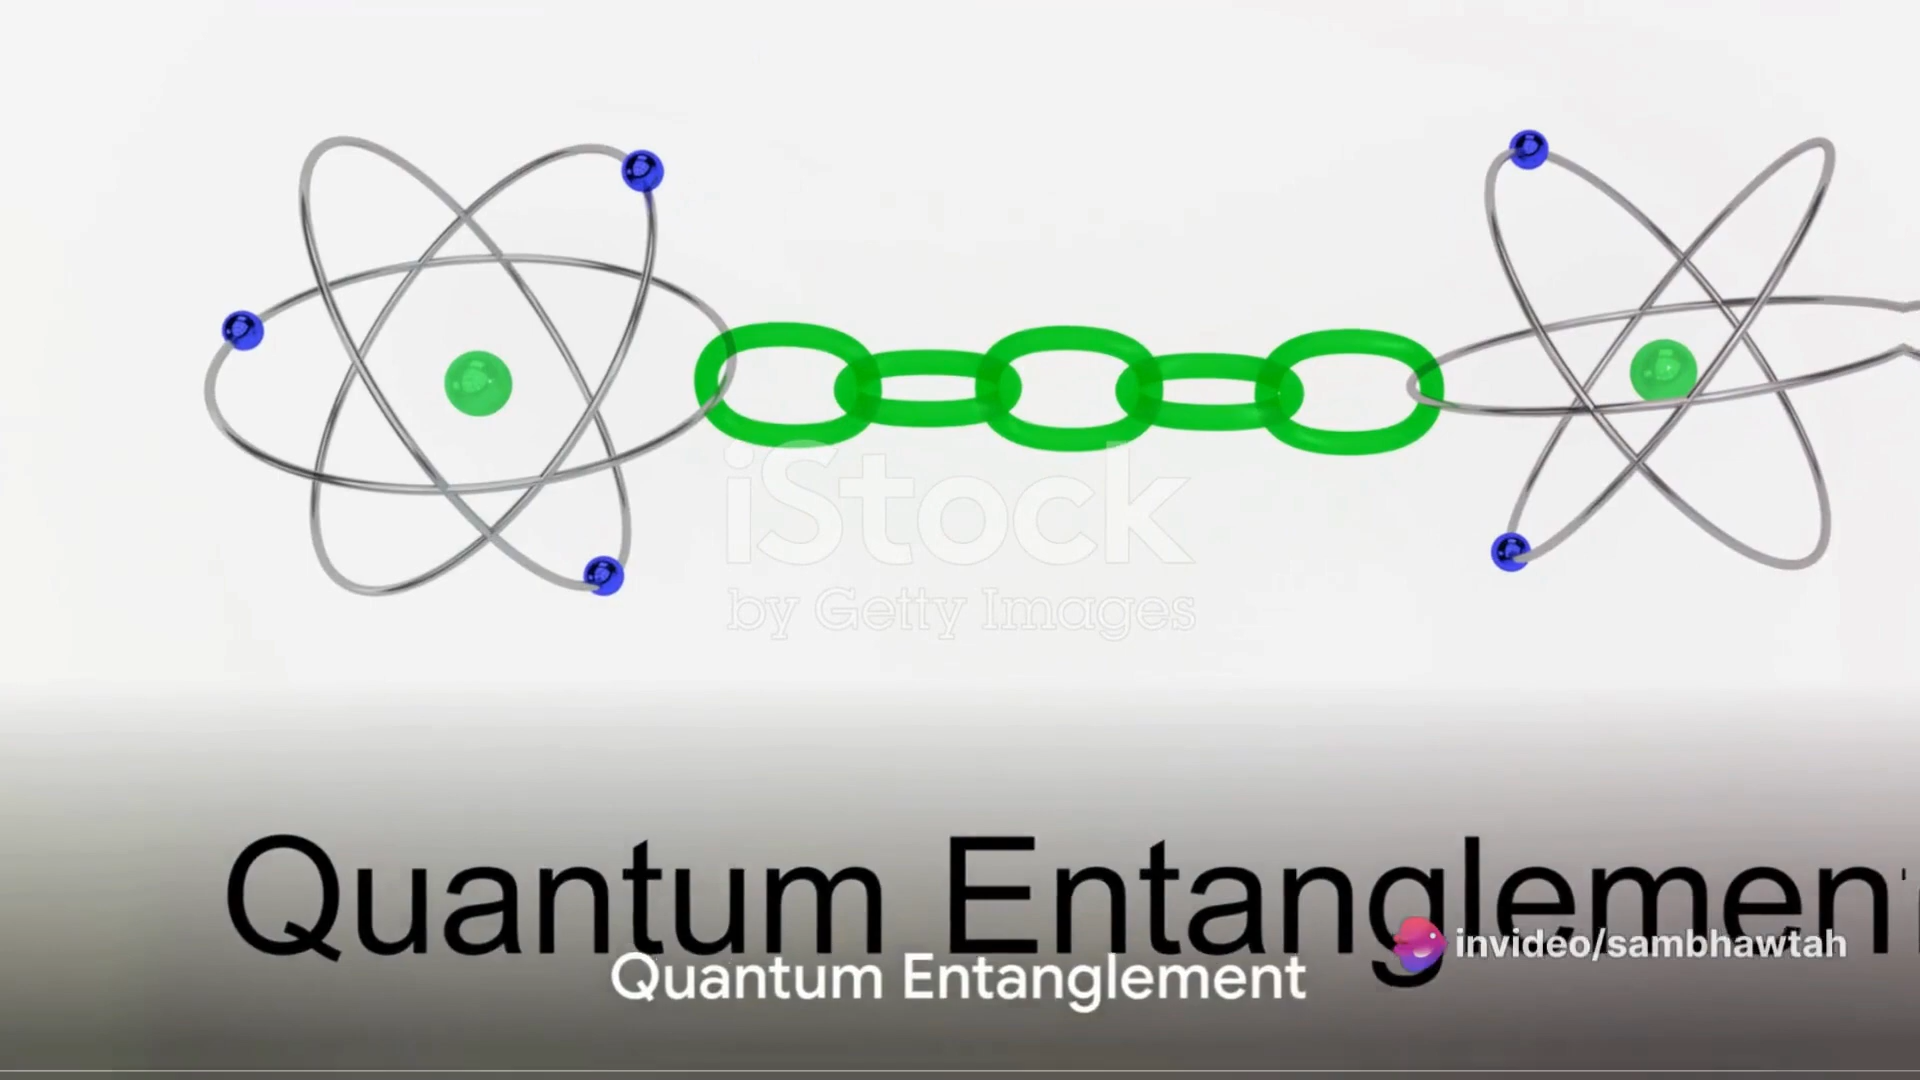 iStock
by Getty Images
Quantum Entanglemen
invideo/sambhawtah
Quantum Entanglement